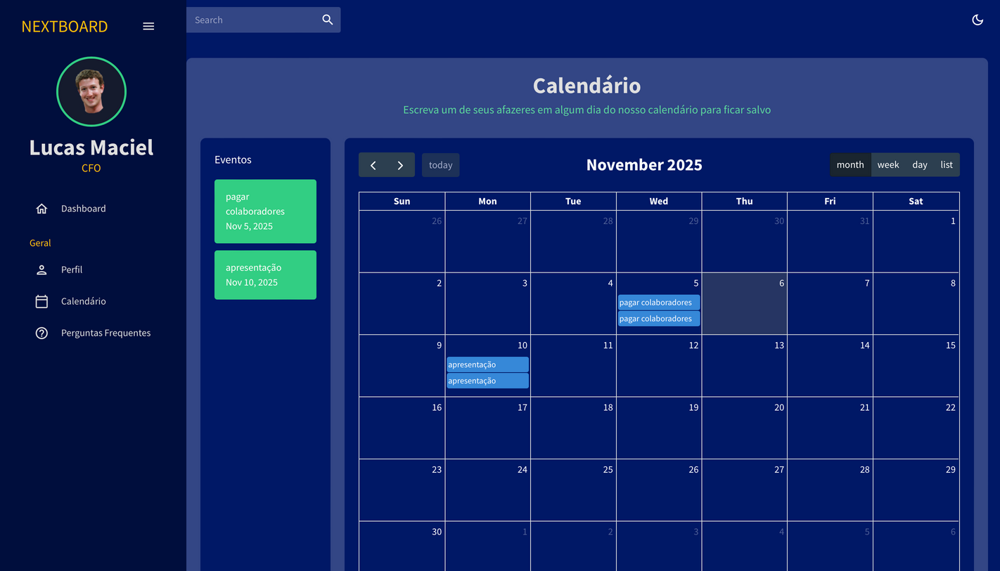 NEXTBOARD
Lucas Maciel
CFO
Dashboard
Geral
Perfil
Calendário
Perguntas Frequentes
Search
Calendário
Escreva um de seus afazeres em algum dia do nosso calendário para ficar salvo
Eventos
pagar
colaboradores
Nov 5, 2025
apresentação
Nov 10, 2025
today
November 2025
month week day list
Sun Mon Tue Wed Thu Fri Sat
26 27 28 29 30 31 1
2 3 4 5 6 7 8
pagar colaboradores
pagar colaboradores
9 10 11 12 13 14 15
apresentação
apresentação
16 17 18 19 20 21 22
23 24 25 26 27 28 29
30 1 2 3 4 5 6